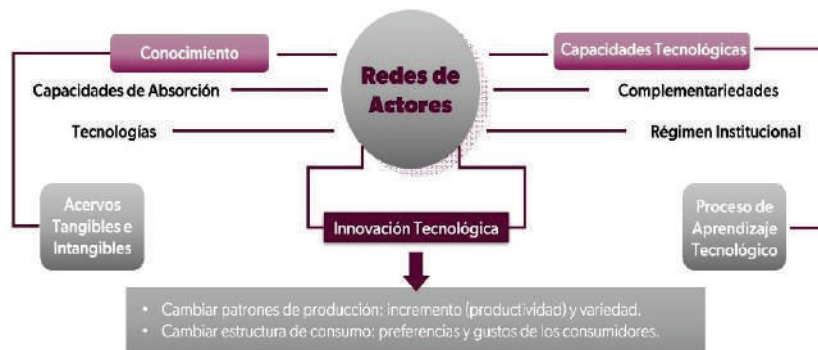 Conocimiento
Capacidades de Absorción
Tecnologías
Redes de
Actores
Capacidades Tecnológicas
Complementariedades
Régimen Institucional
Acervos
Tangibles e
Intangibles
Innovación Tecnológica
Proceso de
Aprendizaje
Tecnológico
• Cambiar patrones de producción: incremento (productividad) y variedad.
• Cambiar estructura de consumo: preferencias y gustos de los consumidores.